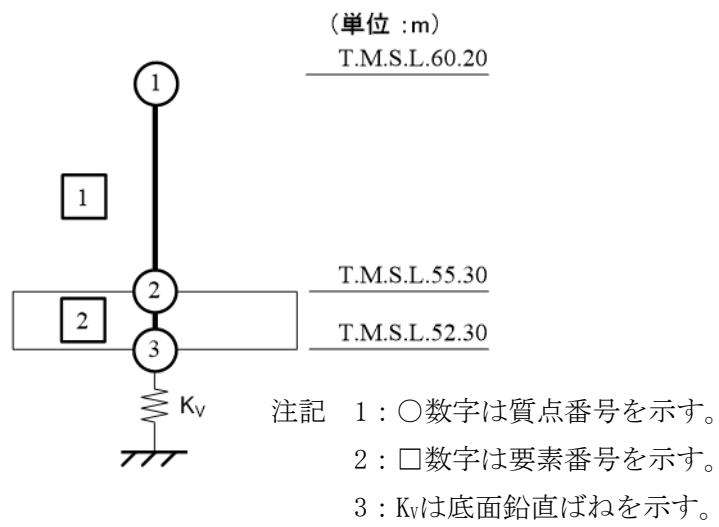 （単位 :m）
T.M.S.L.60.20
1
1
T.M.S.L.55.30
2
2
T.M.S.L.52.30
3
KV
注記　1：○数字は質点番号を示す。
2：□数字は要素番号を示す。
3：KVは底面鉛直ばねを示す。